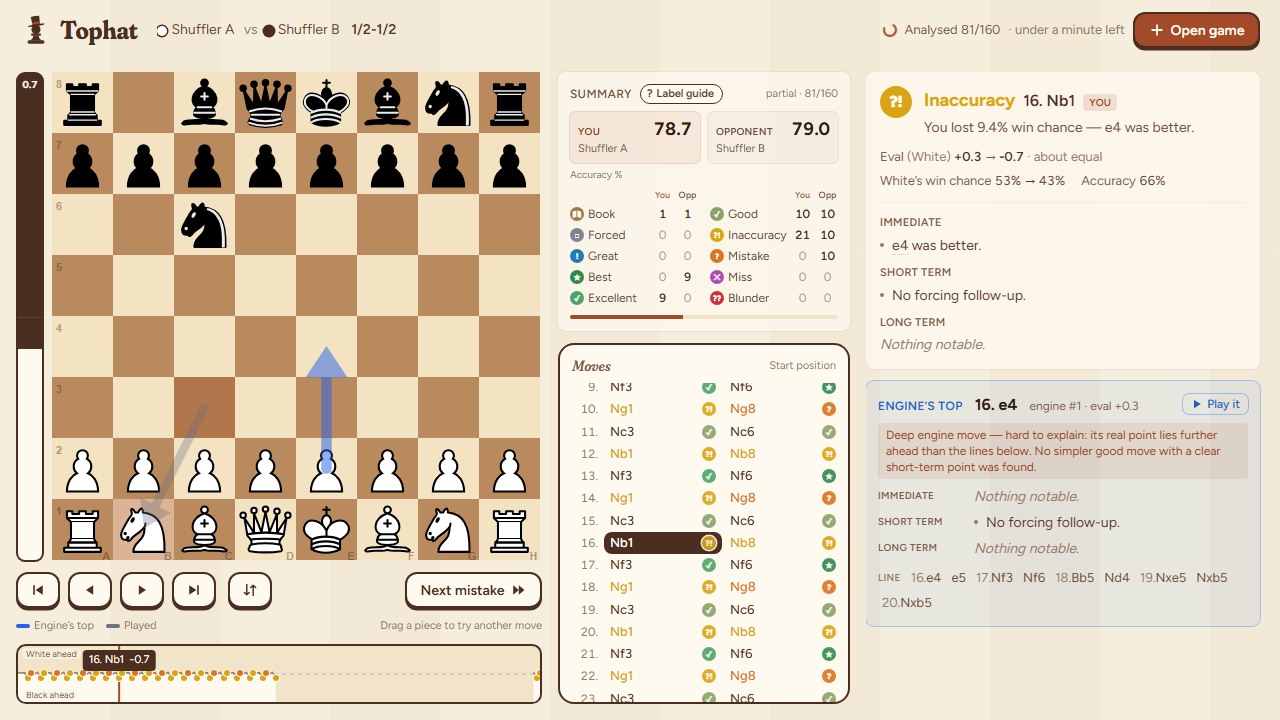 Tophat
Shuffler A vs Shuffler B 1/2-1/2
Analysed 81/160 · under a minute left
+ Open game
0.7
8
7
6
5
4
3
2
1
A B C D E F G H
Next mistake
Engine's top Played
Drag a piece to try another move
White ahead
16. Nb1 -0.7
Black ahead
SUMMARY
? Label guide
partial · 81/160
YOU 78.7
Shuffler A
OPPONENT 79.0
Shuffler B
Accuracy %
You Opp You Opp
Book 1 1 Good 10 10
Forced 0 0 Inaccuracy 21 10
Great 0 0 Mistake 0 10
Best 0 9 Miss 0 0
Excellent 9 0 Blunder 0 0
Moves
Start position
9. Nf3 Nf6
10. Ng1 Ng8
11. Nc3 Nc6
12. Nb1 Nb8
13. Nf3 Nf6
14. Ng1 Ng8
15. Nc3 Nc6
16. Nb1 Nb8
17. Nf3 Nf6
18. Ng1 Ng8
19. Nc3 Nc6
20. Nb1 Nb8
21. Nf3 Nf6
22. Ng1 Ng8
23. Nc3 Nc6
?! Inaccuracy 16. Nb1 YOU
You lost 9.4% win chance — e4 was better.
Eval (White) +0.3 → -0.7 · about equal
White's win chance 53% → 43% Accuracy 66%
IMMEDIATE
• e4 was better.
SHORT TERM
• No forcing follow-up.
LONG TERM
Nothing notable.
ENGINE'S TOP 16. e4 engine #1 · eval +0.3
Play it
Deep engine move — hard to explain: its real point lies further
ahead than the lines below. No simpler good move with a clear
short-term point was found.
IMMEDIATE Nothing notable.
SHORT TERM • No forcing follow-up.
LONG TERM Nothing notable.
LINE 16.e4 e5 17.Nf3 Nf6 18.Bb5 Nd4 19.Nxe5 Nxb5
20.Nxb5